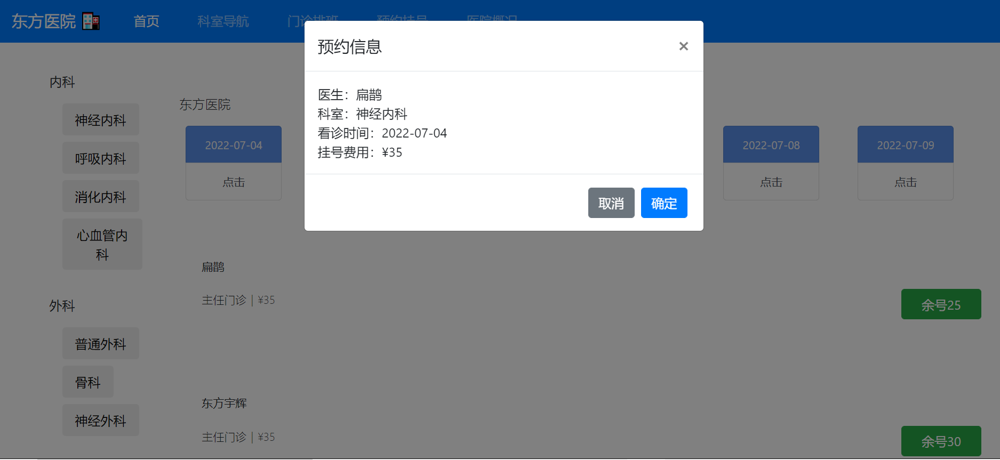 东方医院
首页
科室导航
门诊排班
预约挂号
医院概况
预约信息
×
医生：扁鹊
科室：神经内科
看诊时间：2022-07-04
挂号费用：¥35
取消
确定
内科
神经内科
呼吸内科
消化内科
心血管内
科
外科
普通外科
骨科
神经外科
东方医院
2022-07-04
点击
2022-07-08
点击
2022-07-09
点击
扁鹊
主任门诊 | ¥35
余号25
东方宇辉
主任门诊 | ¥35
余号30